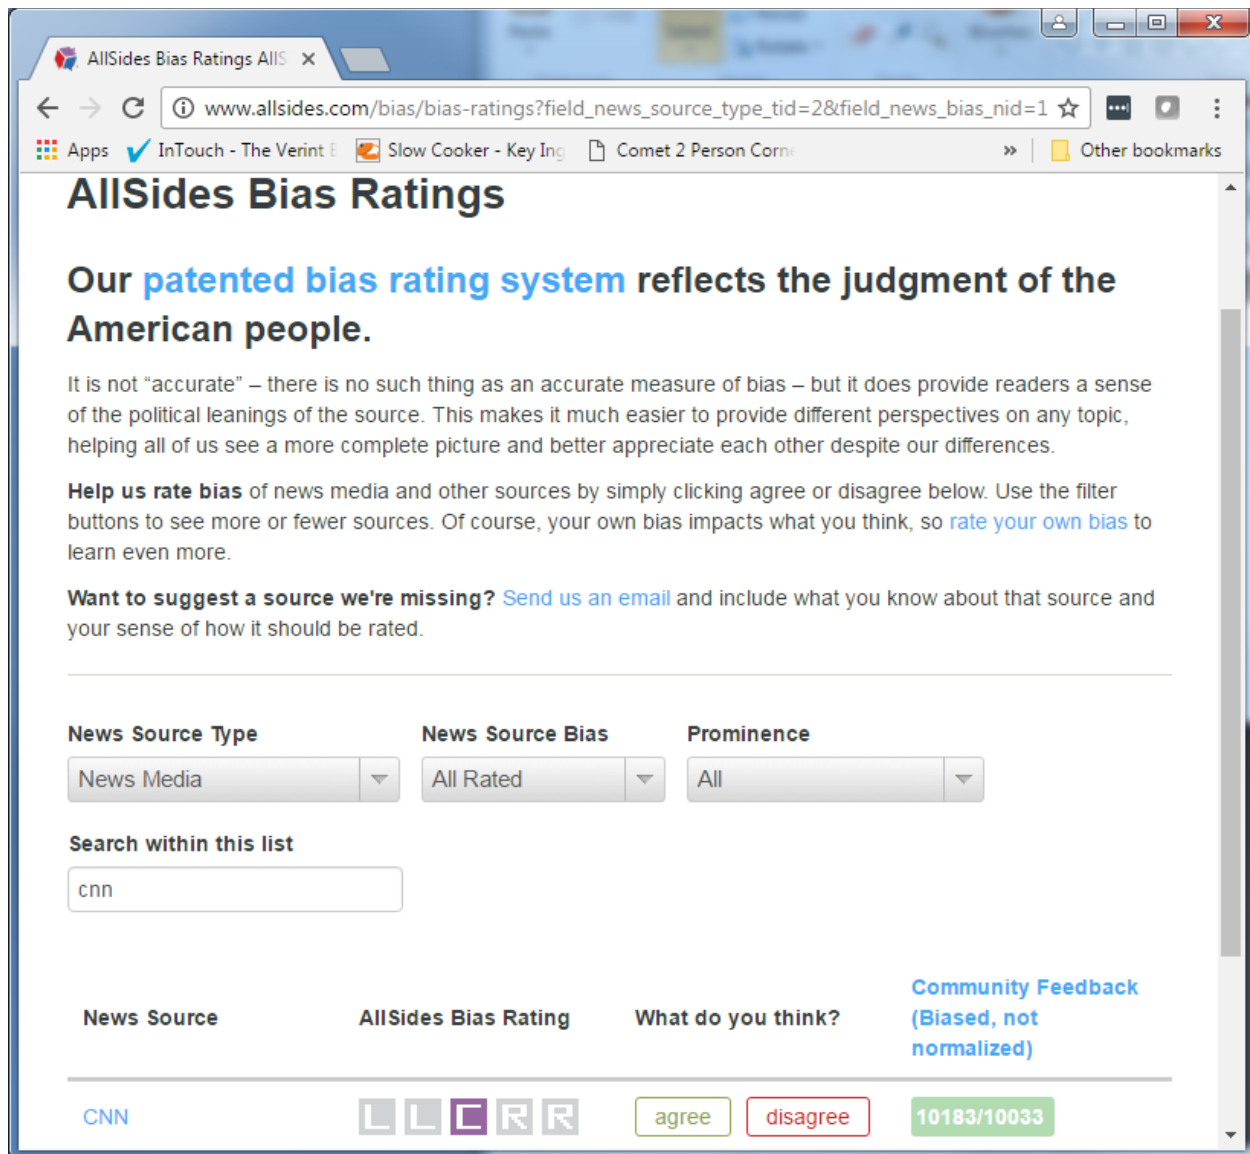 AllSides Bias Ratings AllS
www.allsides.com/bias/bias-ratings?field_news_source_type_tid=2&field_news_bias_nid=1
Apps InTouch - The Verint Slow Cooker - Key Ing Comet 2 Person Corn » Other bookmarks
AllSides Bias Ratings
Our patented bias rating system reflects the judgment of the
American people.
It is not “accurate” – there is no such thing as an accurate measure of bias – but it does provide readers a sense
of the political leanings of the source. This makes it much easier to provide different perspectives on any topic,
helping all of us see a more complete picture and better appreciate each other despite our differences.
Help us rate bias of news media and other sources by simply clicking agree or disagree below. Use the filter
buttons to see more or fewer sources. Of course, your own bias impacts what you think, so rate your own bias to
learn even more.
Want to suggest a source we're missing? Send us an email and include what you know about that source and
your sense of how it should be rated.
News Source Type News Source Bias Prominence
News Media All Rated All
Search within this list
cnn
Community Feedback
News Source AllSides Bias Rating What do you think? (Biased, not
normalized)
CNN L L C R R agree disagree 10183/10033